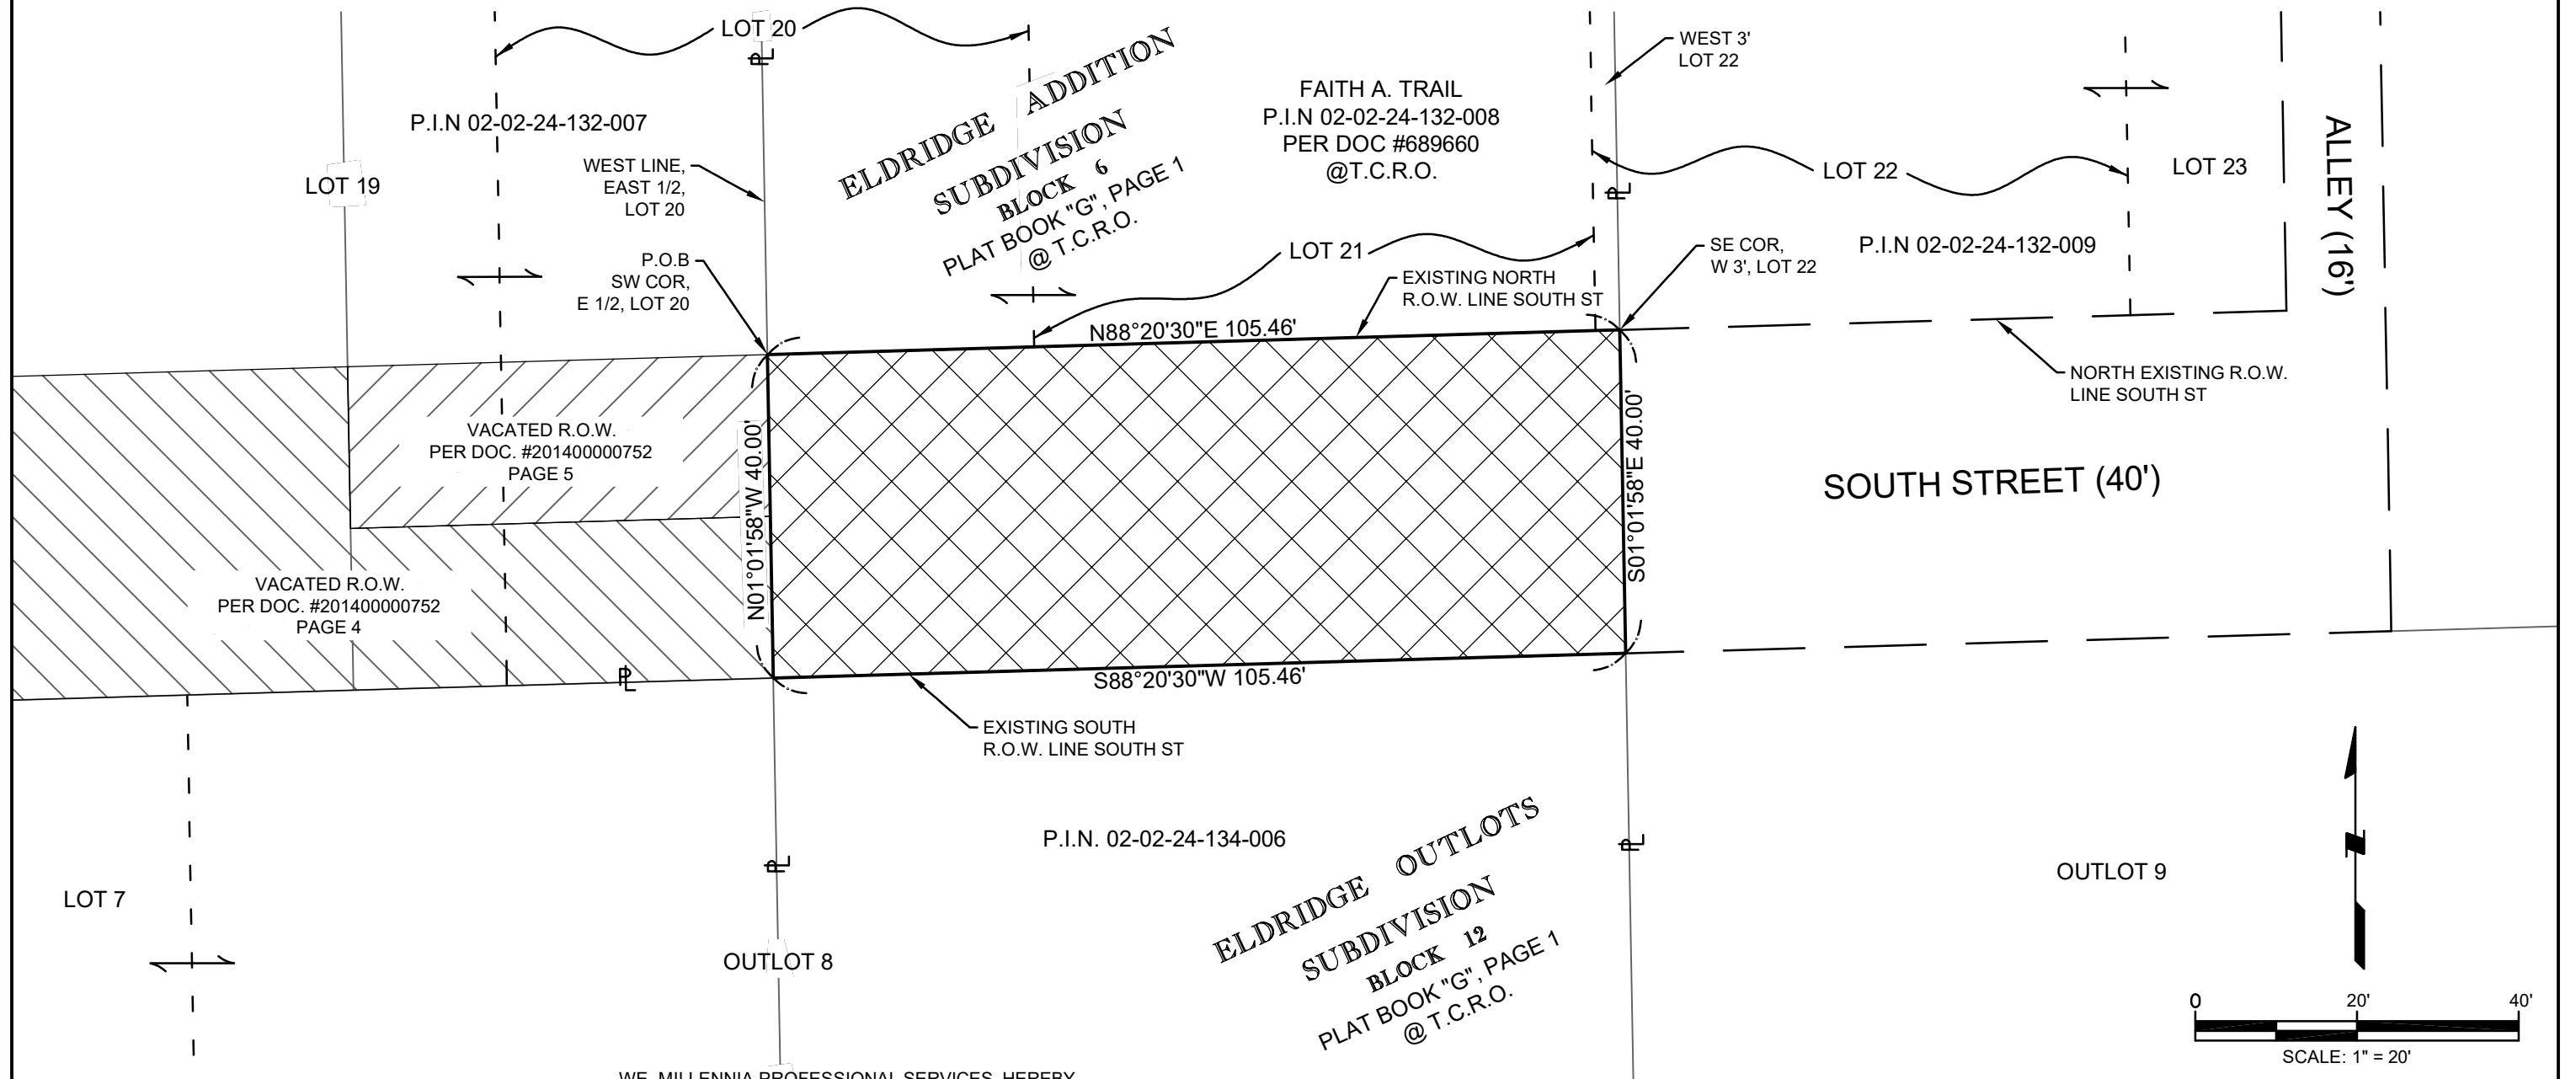 LOT 20
WEST 3'
LOT 22
FAITH A. TRAIL
P.I.N 02-02-24-132-008
PER DOC #689660
@T.C.R.O.
P.I.N 02-02-24-132-007
ELDRIDGE ADDITION
SUBDIVISION
BLOCK 6
PLAT BOOK "G", PAGE 1
@ T.C.R.O.
LOT 19
WEST LINE,
EAST 1/2,
LOT 20
LOT 22
LOT 23
ALLEY (16')
P.O.B
SW COR,
E 1/2, LOT 20
LOT 21
EXISTING NORTH
R.O.W. LINE SOUTH ST
SE COR,
W 3', LOT 22
P.I.N 02-02-24-132-009
N88°20'30"E 105.46'
NORTH EXISTING R.O.W.
LINE SOUTH ST
VACATED R.O.W.
PER DOC. #201400000752
PAGE 5
N01°01'58"W 40.00'
S01°01'58"E 40.00'
SOUTH STREET (40')
VACATED R.O.W.
PER DOC. #201400000752
PAGE 4
S88°20'30"W 105.46'
EXISTING SOUTH
R.O.W. LINE SOUTH ST
P.I.N. 02-02-24-134-006
ELDRIDGE OUTLOTS
SUBDIVISION
BLOCK 12
PLAT BOOK "G", PAGE 1
@ T.C.R.O.
LOT 7
OUTLOT 8
OUTLOT 9
N
0 20' 40'
SCALE: 1" = 20'
WE, MILLENNIA PROFESSIONAL SERVICES, HEREBY